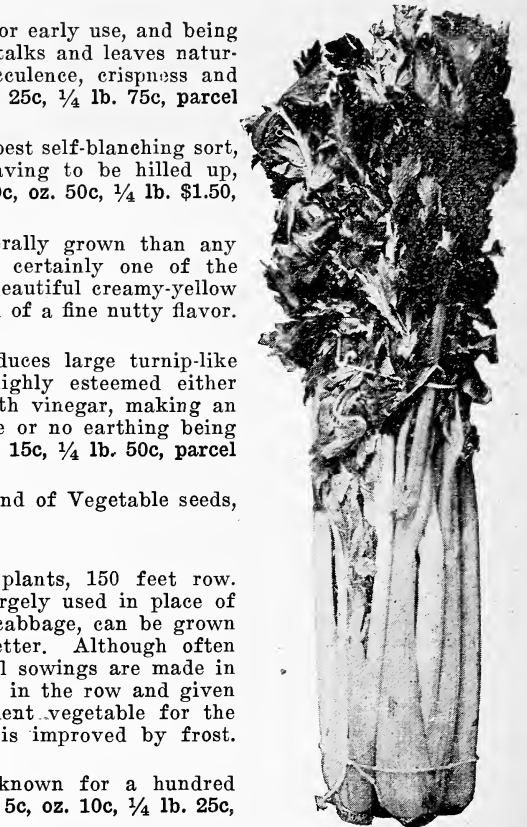 or early use, and being
talks and leaves natur-
culence, crispness and
25c, ¼ lb. 75c, parcel
best self-blanching sort,
aving to be hilled up,
0c, oz. 50c, ¼ lb. $1.50,
rally grown than any
certainly one of the
eautiful creamy-yellow
of a fine nutty flavor.
duces large turnip-like
ighly esteemed either
th vinegar, making an
e or no earthing being
15c, ¼ lb. 50c, parcel
nd of Vegetable seeds,
plants, 150 feet row.
rgely used in place of
cabbage, can be grown
etter. Although often
l sowings are made in
in the row and given
ent vegetable for the
is improved by frost.
known for a hundred
5c, oz. 10c, ¼ lb. 25c,